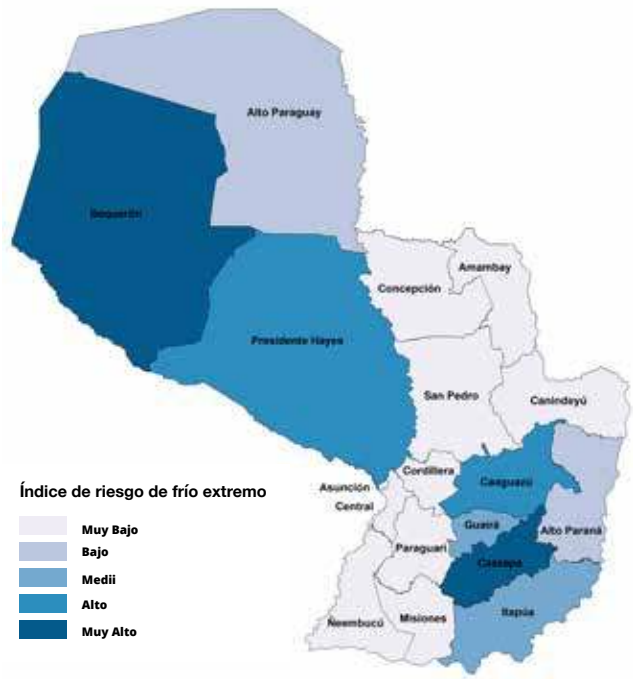 Alto Paraguay
Boquerón
Amambay
Concepción
Presidente Hayes
San Pedro
Canindeyú
Cordillera
Caaguazú
Asunción
Central
Guairá
Alto Paraná
Paraguarí
Caazapá
Itapúa
Misiones
Ñeembucú
Índice de riesgo de frío extremo
Muy Bajo
Bajo
Medii
Alto
Muy Alto